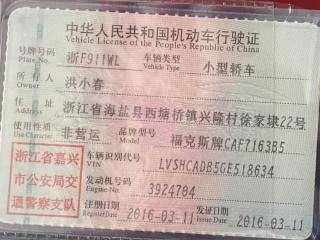 中华人民共和国机动车行驶证
Vehicle License of the People's Republic of China
号牌号码 浙F911WL 车辆类型 小型轿车
Plate No. Vehicle Type
所有人 洪小春
Owner
住址 浙江省海盐县西塘桥镇兴隆村徐家埭22号
Address
使用性质 非营运 品牌型号 福克斯牌CAF7163B5
Use Character Model
浙江省嘉兴
市公安局交
通警察支队
车辆识别代号 LVSHCADB5GE518634
VIN
发动机号码 3924704
Engine No.
注册日期 2016-03-11 发证日期 2016-03-11
Register Date Issue Date